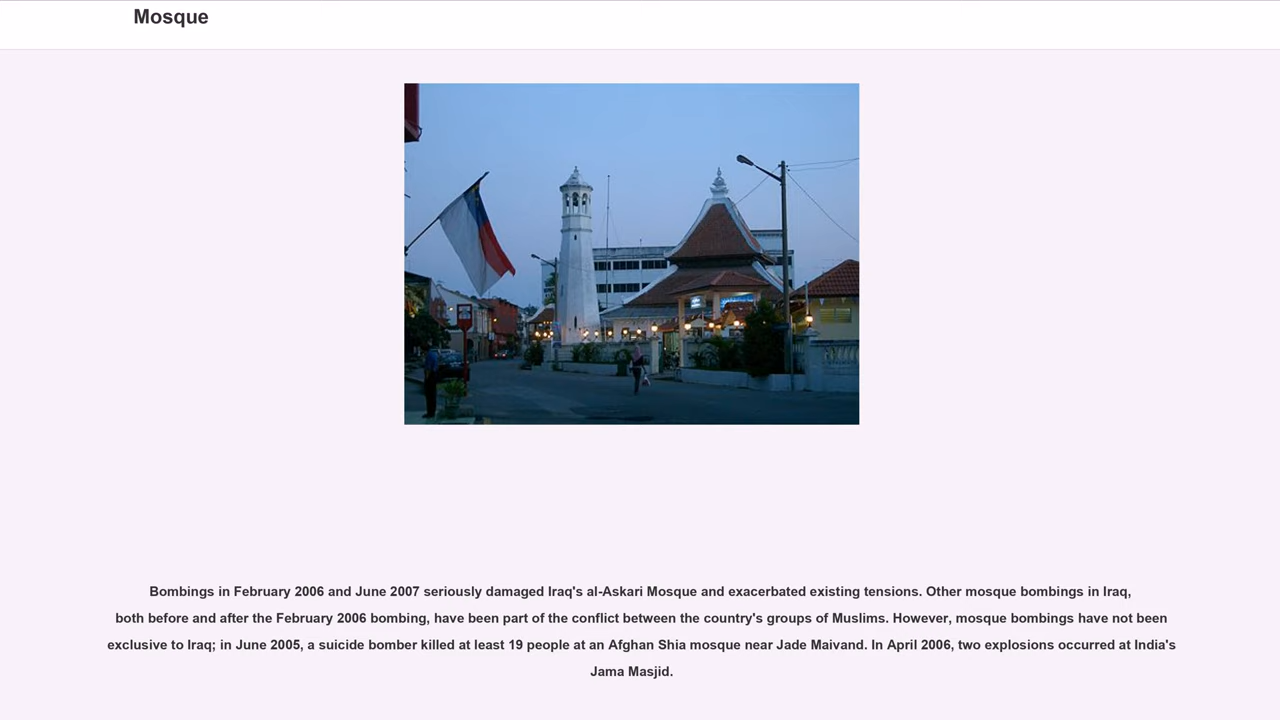 Mosque
Bombings in February 2006 and June 2007 seriously damaged Iraq's al-Askari Mosque and exacerbated existing tensions. Other mosque bombings in Iraq,
both before and after the February 2006 bombing, have been part of the conflict between the country's groups of Muslims. However, mosque bombings have not been
exclusive to Iraq; in June 2005, a suicide bomber killed at least 19 people at an Afghan Shia mosque near Jade Maivand. In April 2006, two explosions occurred at India's
Jama Masjid.